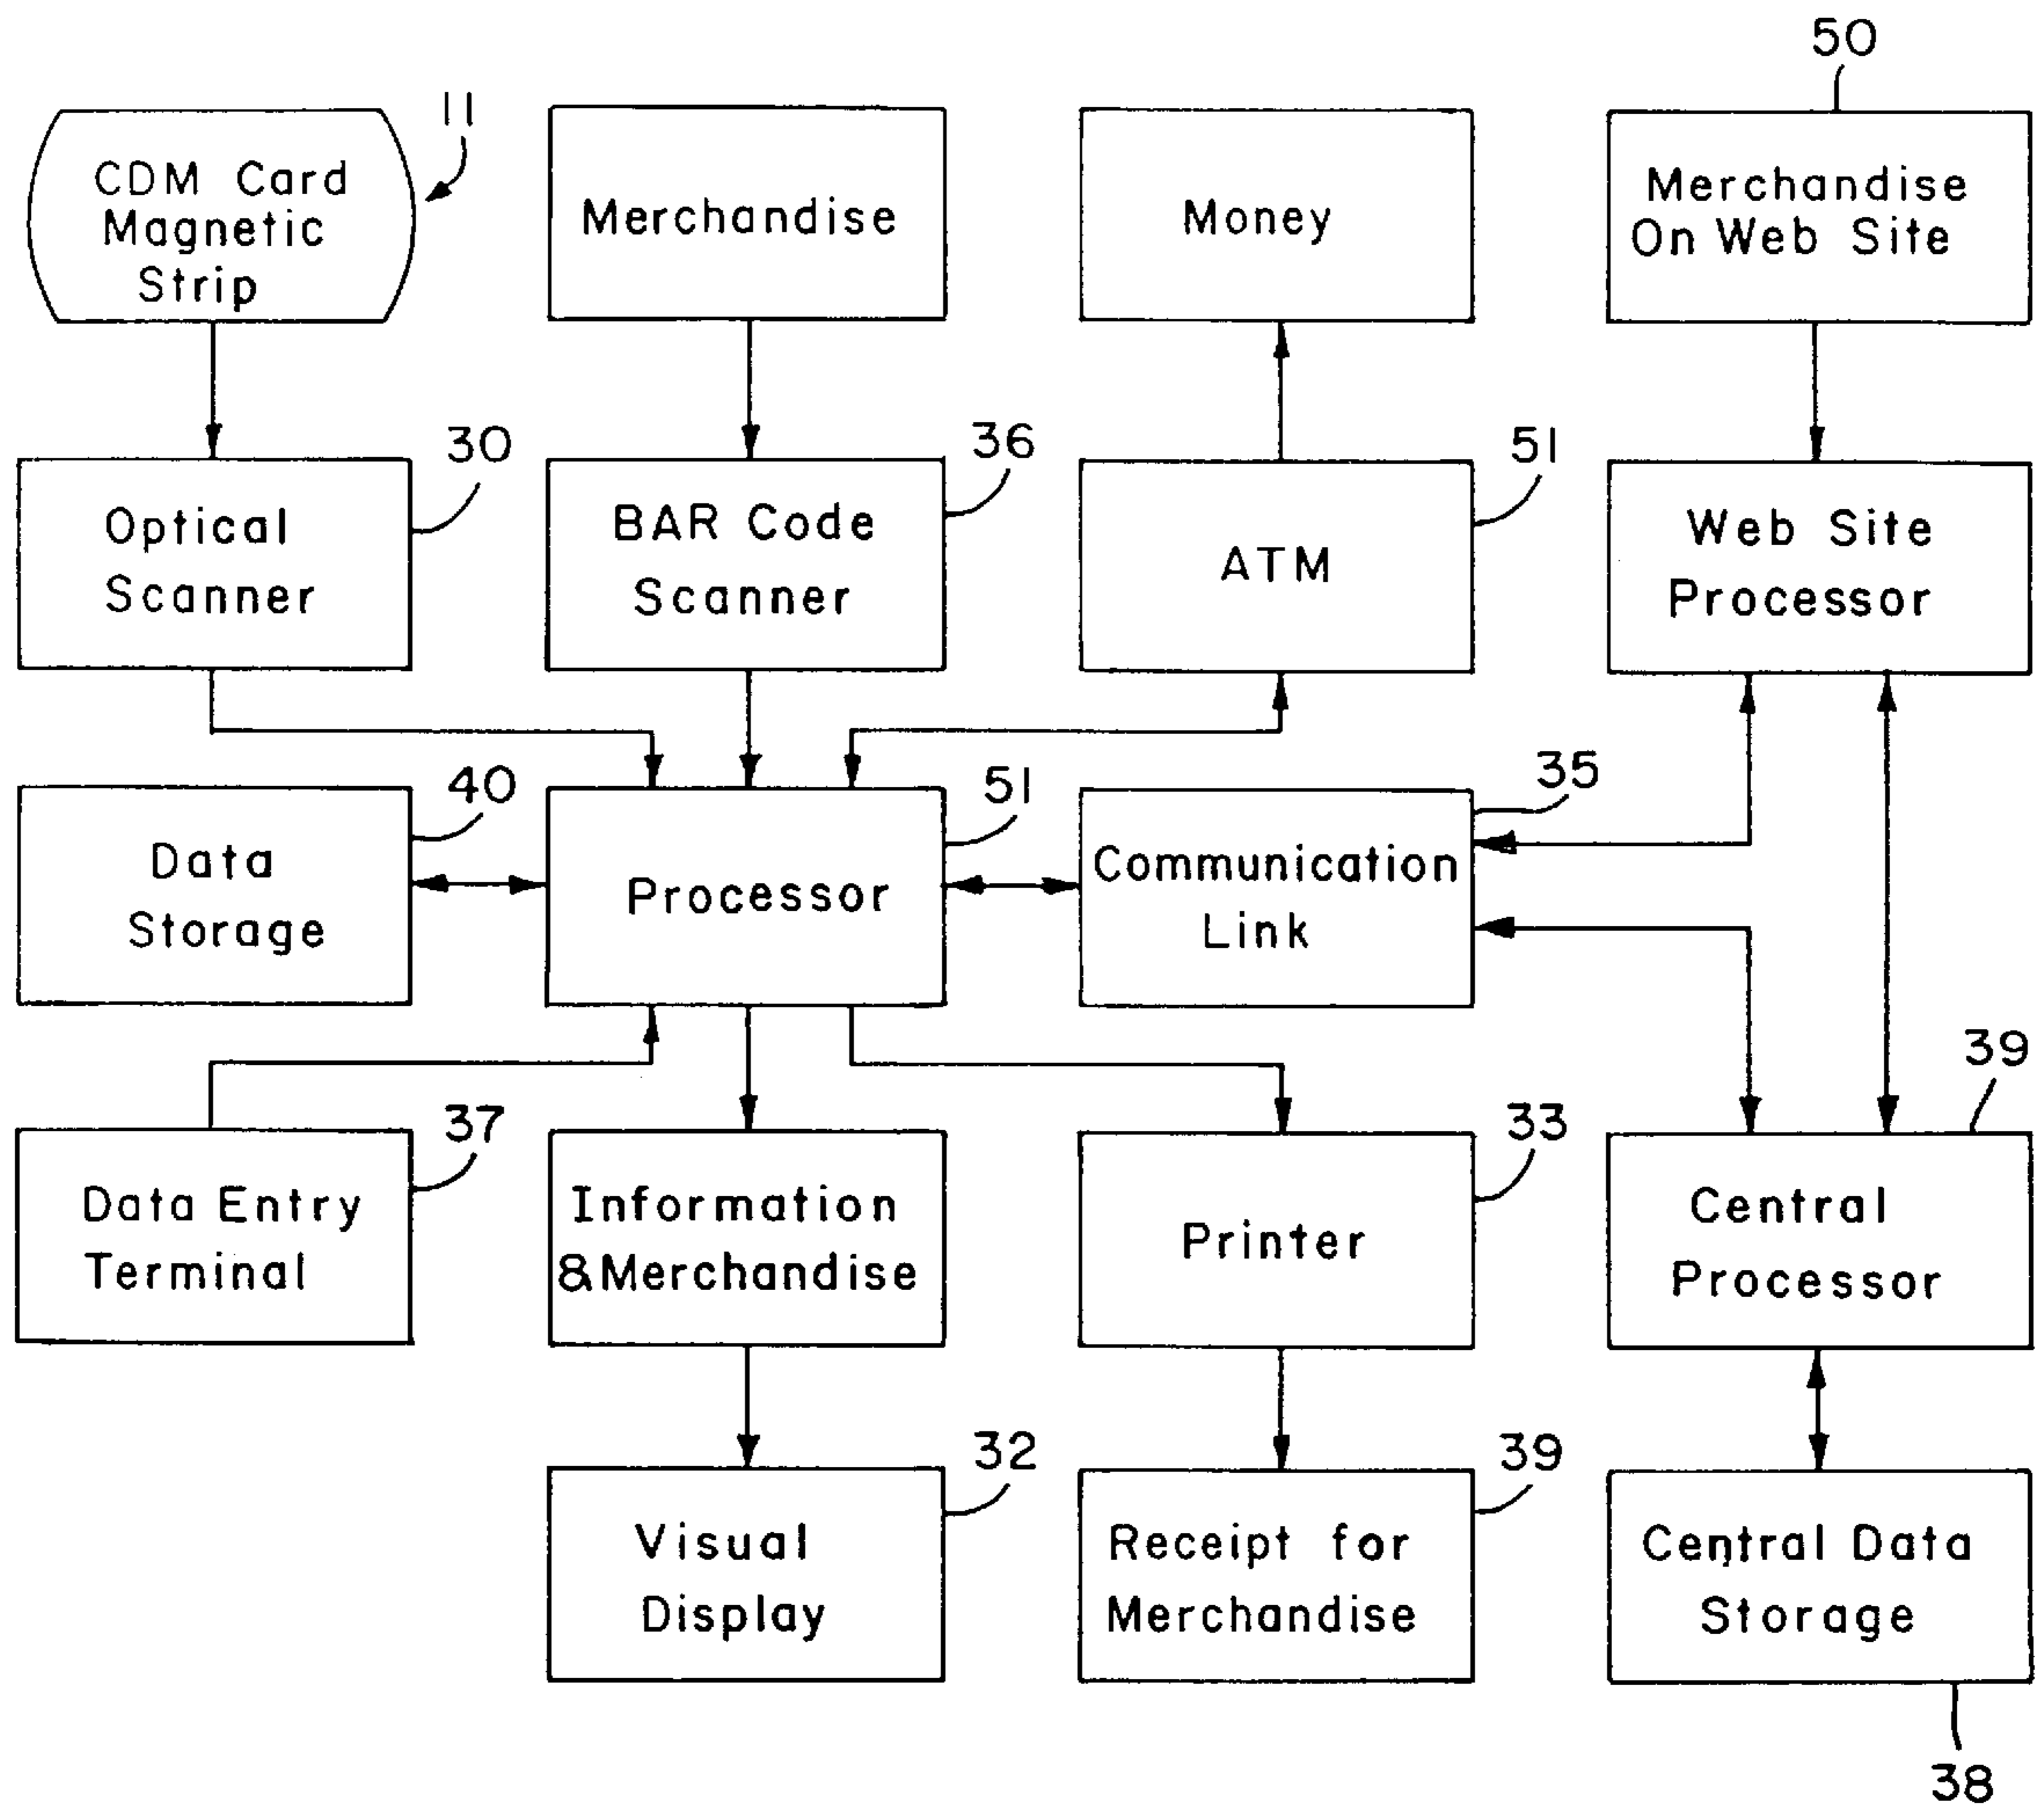 50
11
CDM Card
Magnetic
Strip
Merchandise
Money
Merchandise
On Web Site
30
Optical
Scanner
36
BAR Code
Scanner
51
ATM
Web Site
Processor
40
Data
Storage
51
Processor
35
Communication
Link
37
Data Entry
Terminal
Information
&Merchandise
33
Printer
39
Central
Processor
32
Visual
Display
39
Receipt for
Merchandise
Central Data
Storage
38